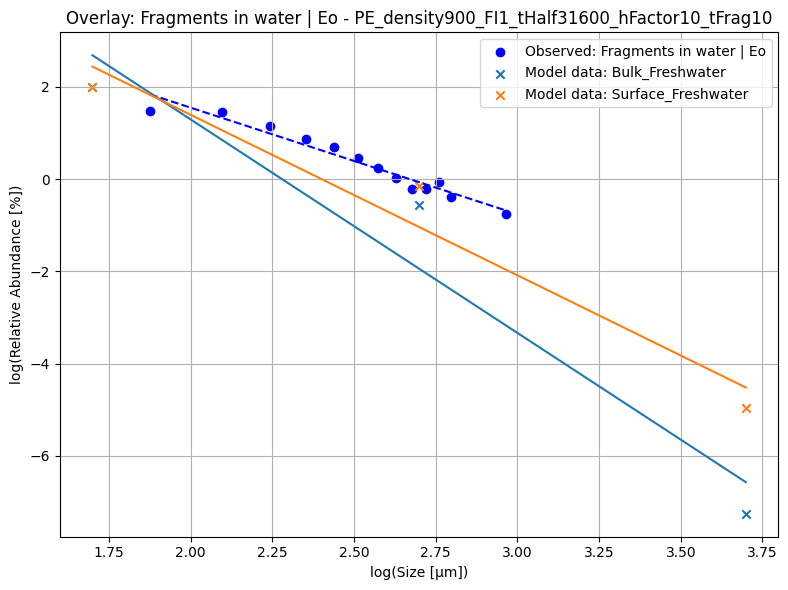 Overlay: Fragments in water | Eo - PE_density900_FI1_tHalf31600_hFactor10_tFrag10
Observed: Fragments in water | Eo
Model data: Bulk_Freshwater
Model data: Surface_Freshwater
log(Relative Abundance [%])
2
0
−2
−4
−6
1.75
2.00
2.25
2.50
2.75
3.00
3.25
3.50
3.75
log(Size [μm])